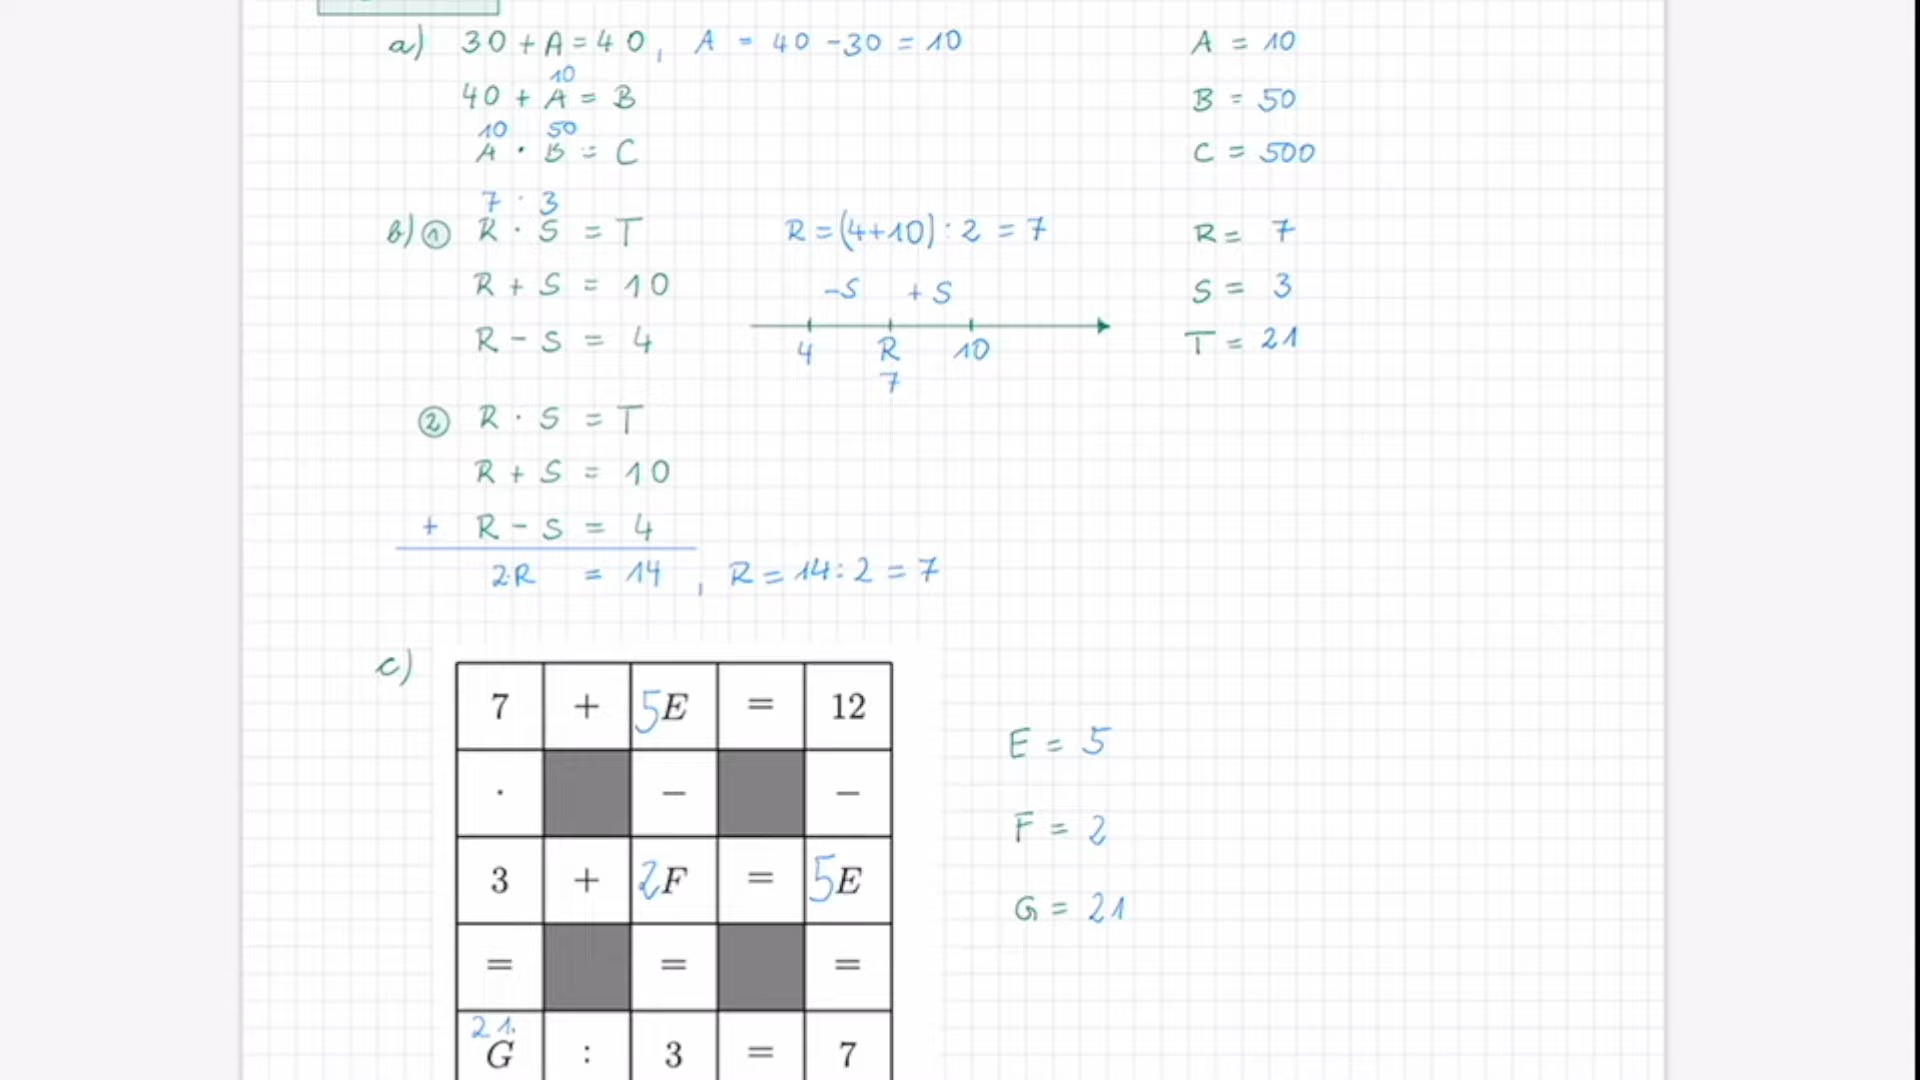 a) 30 + A = 40, A = 40 - 30 = 10
A = 10
10
40 + A = B
B = 50
10 50
A · B = C
C = 500
7 · 3
b) ① R · S = T
R = (4+10) : 2 = 7
R = 7
R + S = 10
-S +S
S = 3
R - S = 4
4 R 10
7
T = 21
② R · S = T
R + S = 10
+ R - S = 4
2·R = 14, R = 14 : 2 = 7
c)
7 + 5E = 12
E = 5
· - -
3 + 2F = 5E
F = 2
G = 21
= = =
21
G : 3 = 7